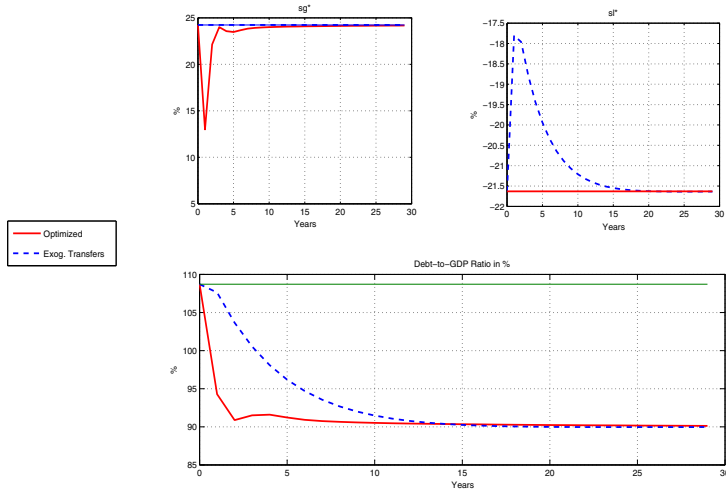 sg*
25
20
15
10
5
%
0 5 10 15 20 25 30
Years
sl*
−17.5
−18
−18.5
−19
−19.5
−20
−20.5
−21
−21.5
−22
%
0 5 10 15 20 25 30
Years
Optimized
Exog. Transfers
Debt−to−GDP Ratio in %
110
105
100
95
90
85
%
0 5 10 15 20 25 30
Years